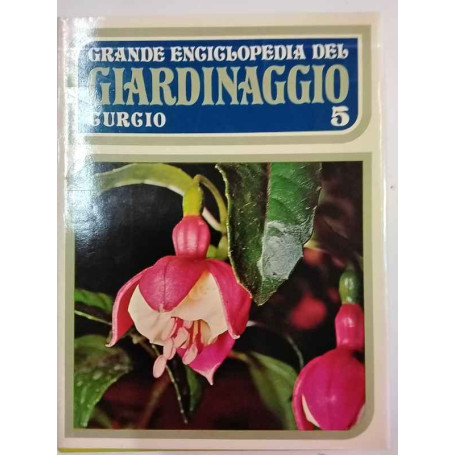 GRANDE ENCICLOPEDIA DEL
GIARDINAGGIO
CURCIO 5